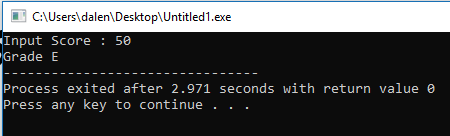 C:\Users\dalen\Desktop\Untitled1.exe
Input Score : 50
Grade E
--------------------------------
Process exited after 2.971 seconds with return value 0
Press any key to continue . . .